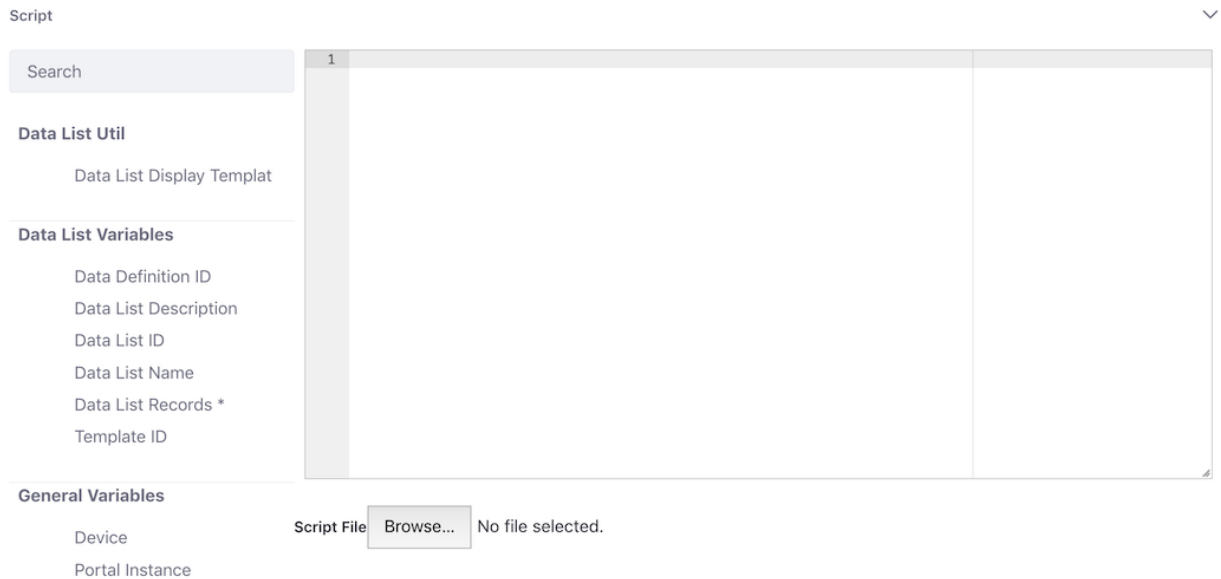 Script
Search
Data List Util
Data List Display Templat
Data List Variables
Data Definition ID
Data List Description
Data List ID
Data List Name
Data List Records *
Template ID
General Variables
Device
Portal Instance
1
Script File Browse... No file selected.